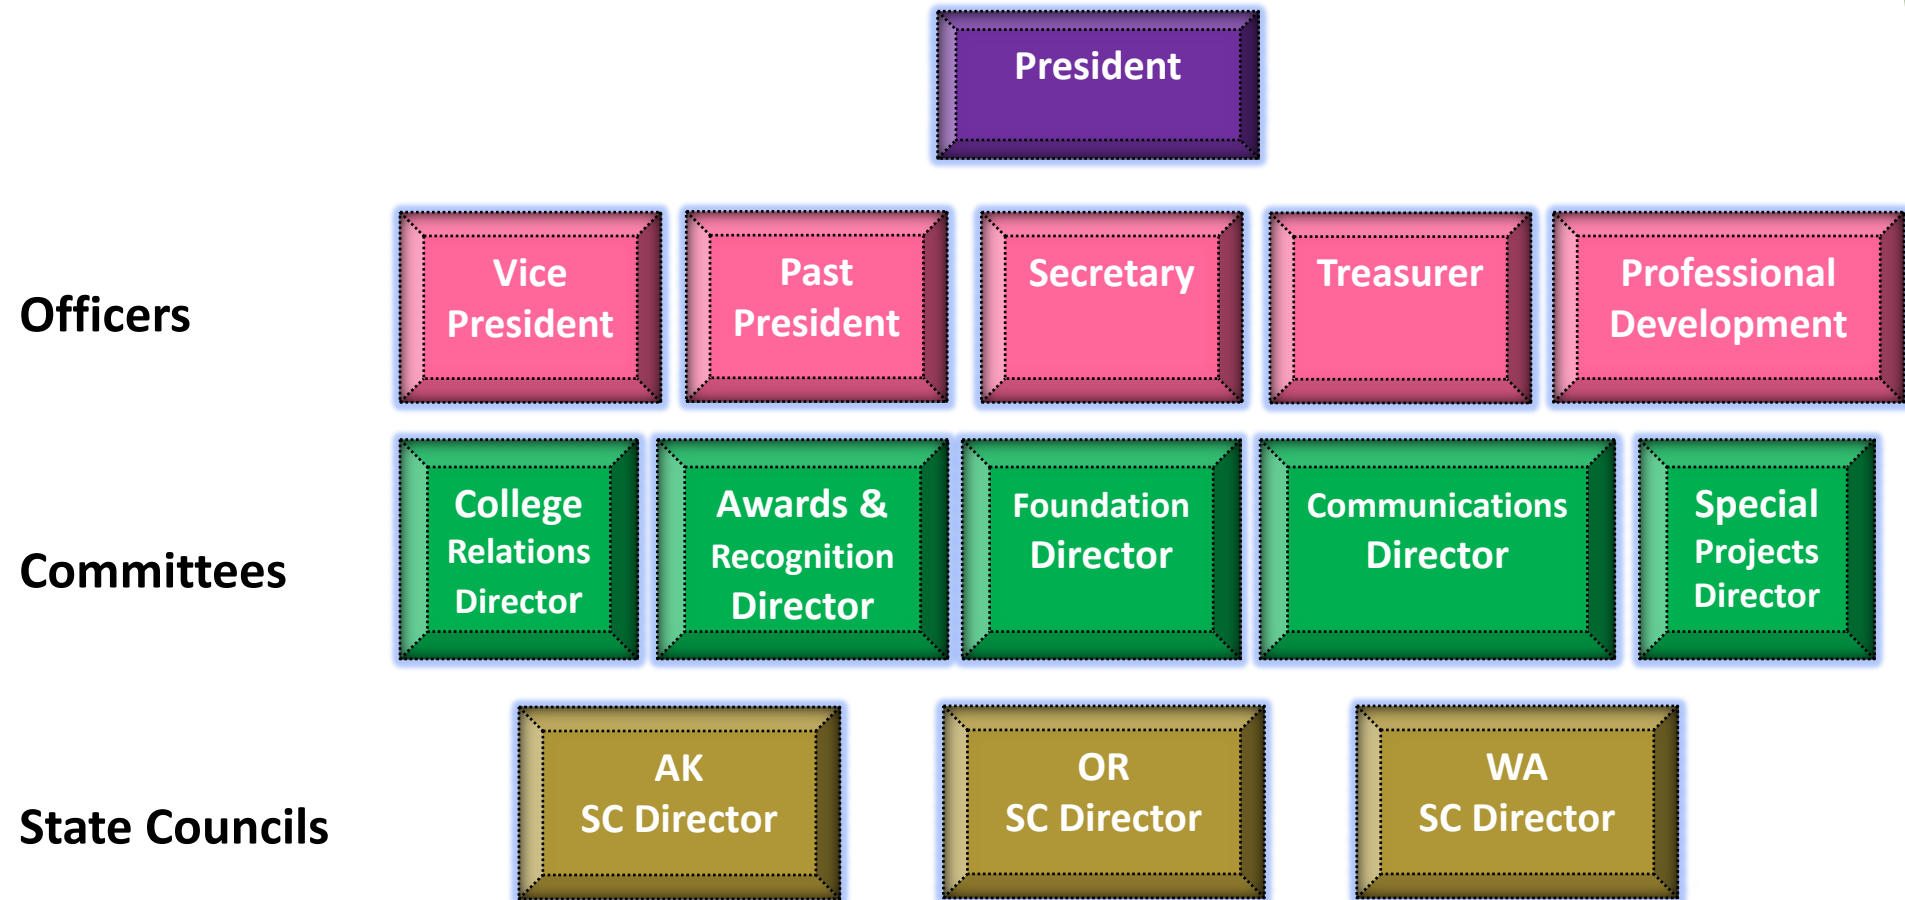 President
Officers
Vice
President
Past
President
Secretary
Treasurer
Professional
Development
Committees
College
Relations
Director
Awards &
Recognition
Director
Foundation
Director
Communications
Director
Special
Projects
Director
State Councils
AK
SC Director
OR
SC Director
WA
SC Director